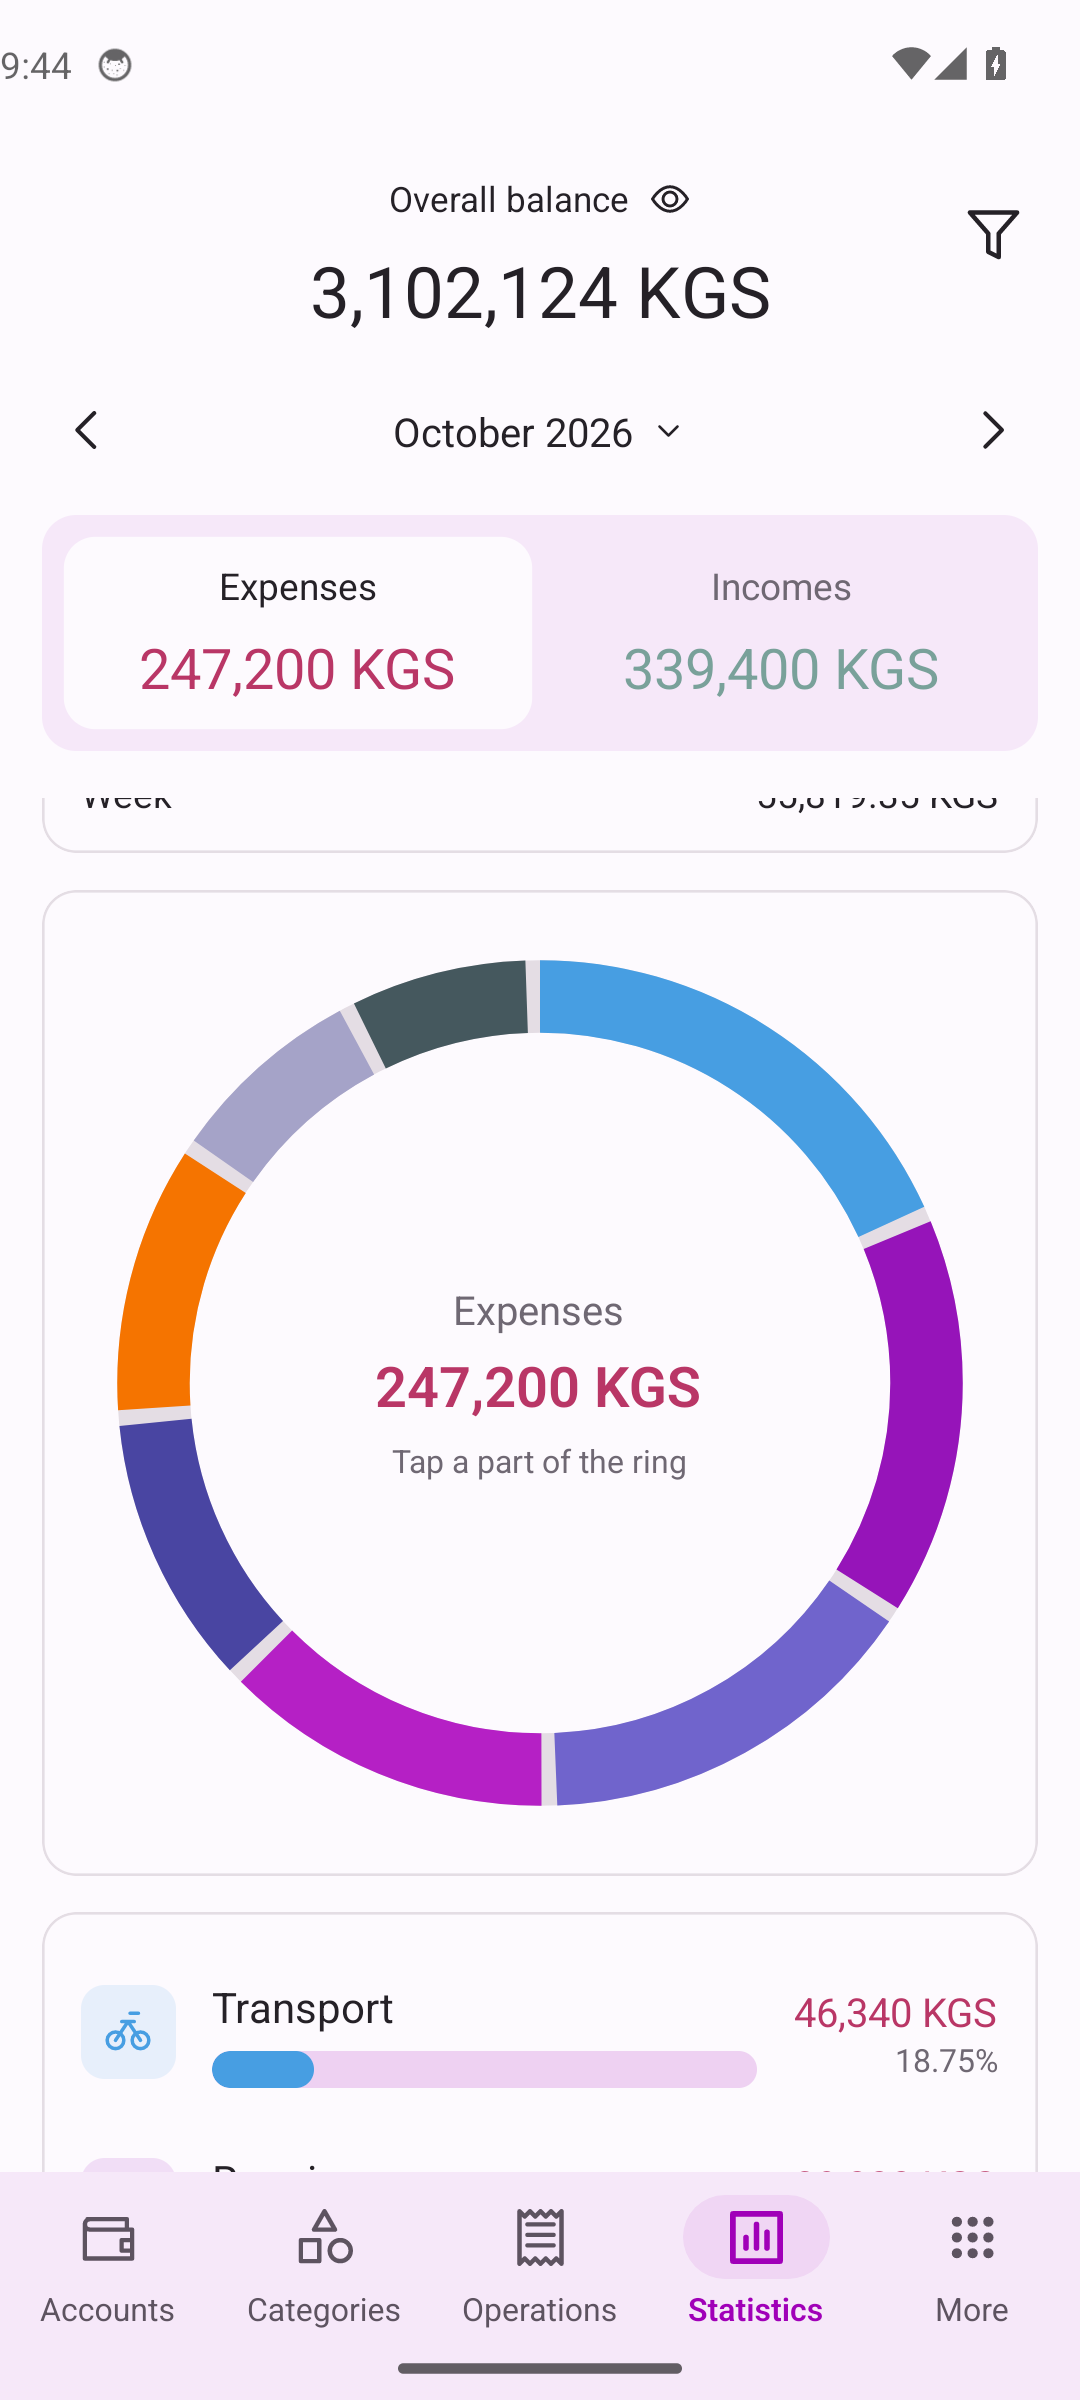 9:44
Overall balance
3,102,124 KGS
October 2026
Expenses
247,200 KGS
Incomes
339,400 KGS
Week
Expenses
247,200 KGS
Tap a part of the ring
Transport
46,340 KGS
18.75%
Accounts
Categories
Operations
Statistics
More